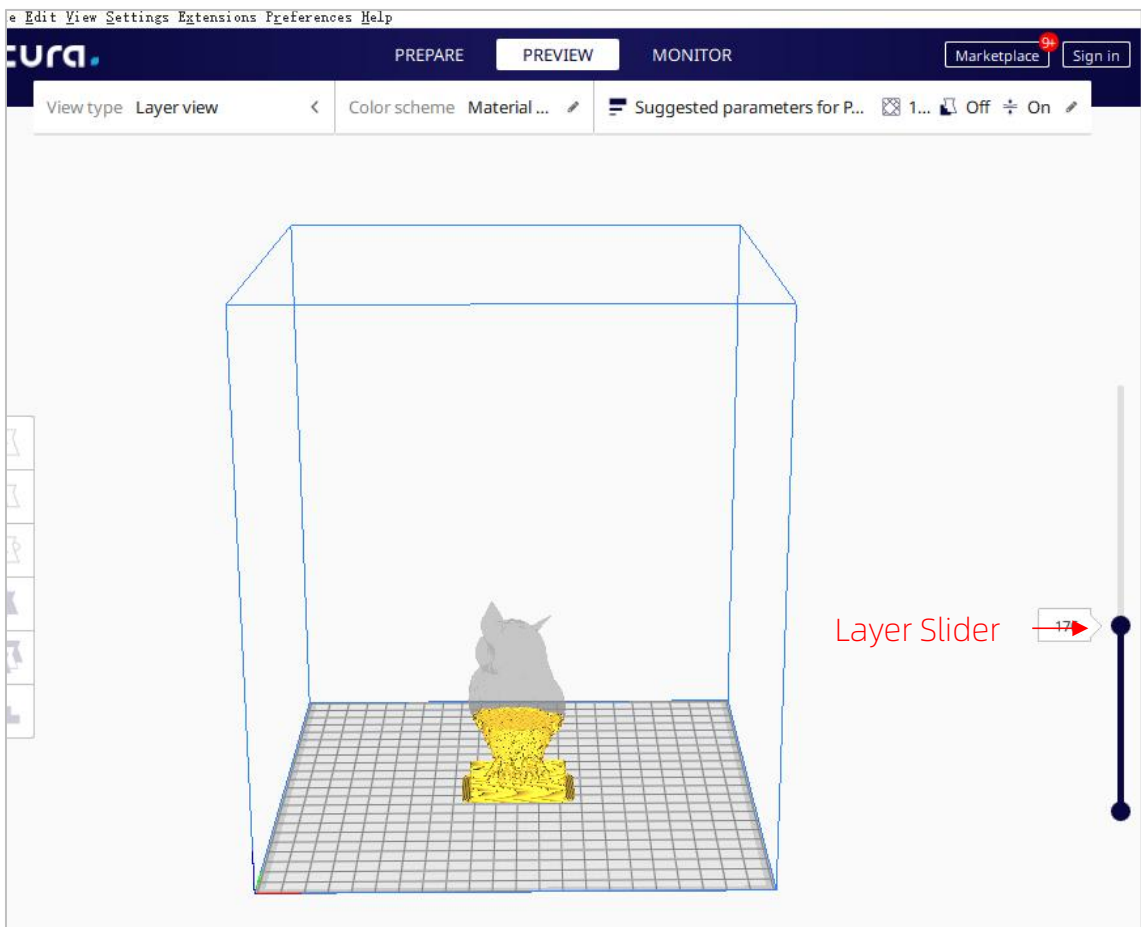 e Edit View Settings Extensions Preferences Help
cura.
PREPARE PREVIEW MONITOR
Marketplace 9+ Sign in
View type Layer view < Color scheme Material ... Suggested parameters for P... 1... Off On
Layer Slider